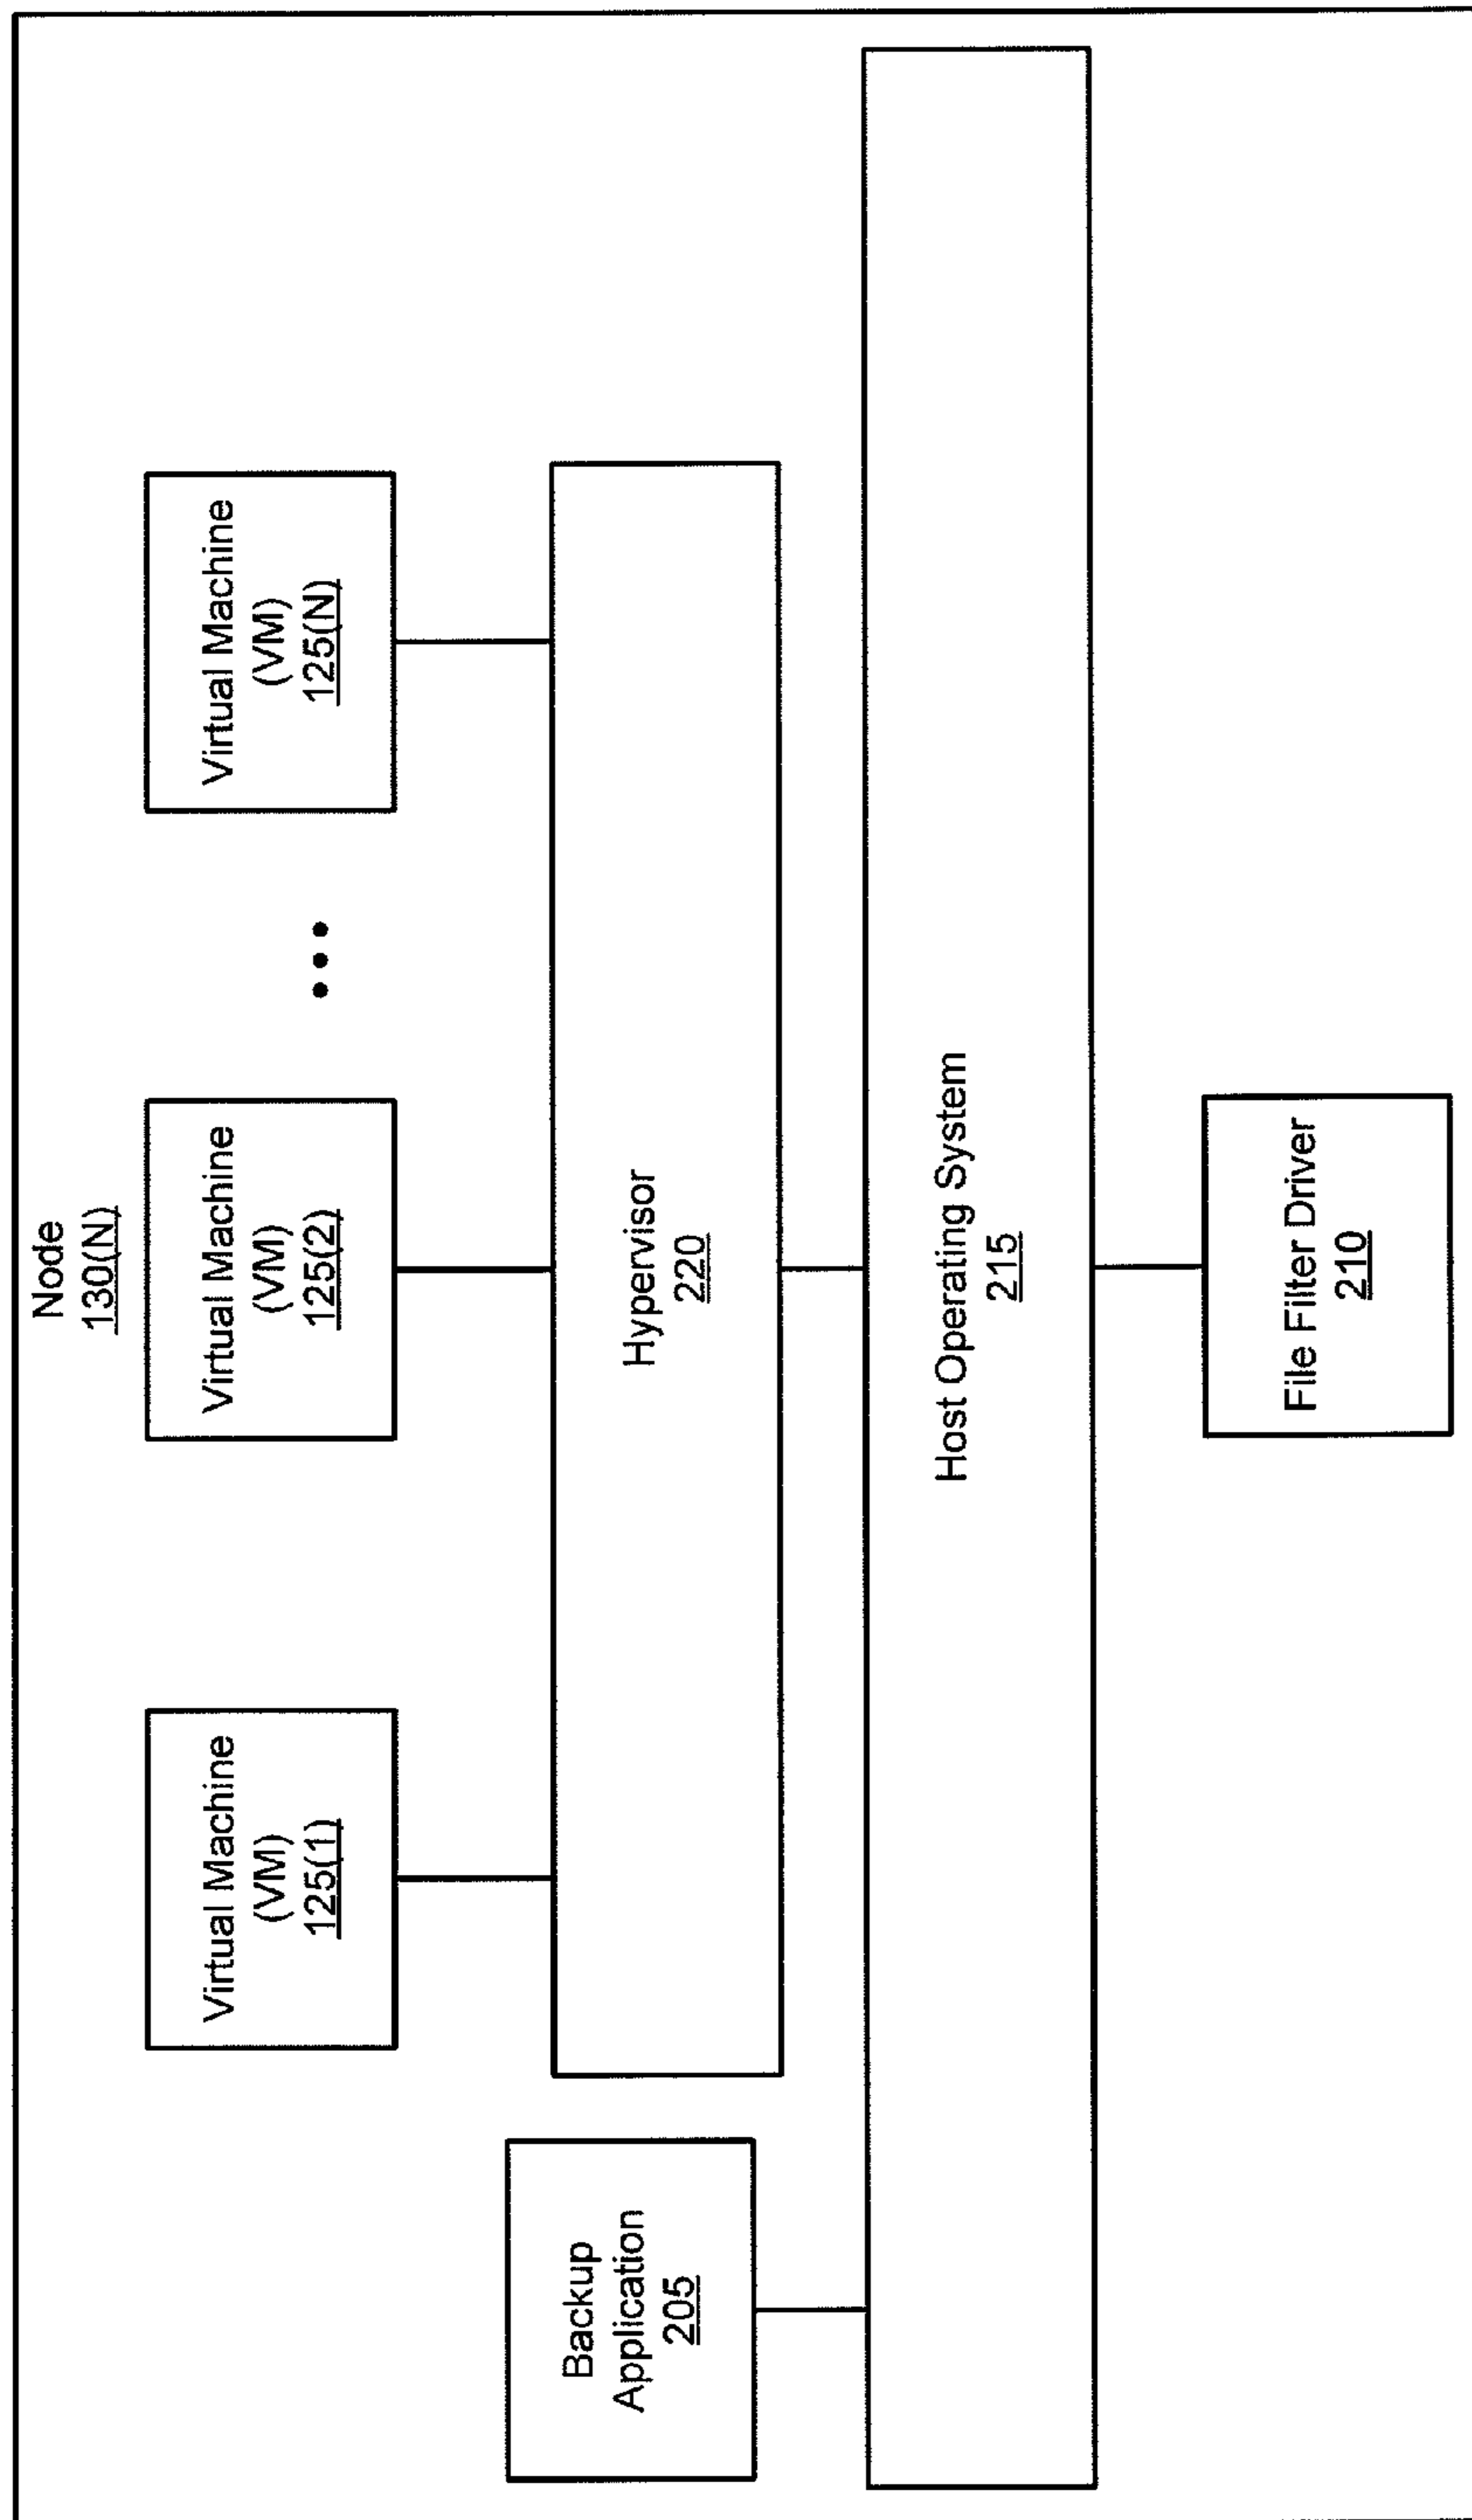 Node
130(N)
Virtual Machine
(VM)
125(1)
Virtual Machine
(VM)
125(2)
Virtual Machine
(VM)
125(N)
Backup
Application
205
Hypervisor
220
Host Operating System
215
File Filter Driver
210